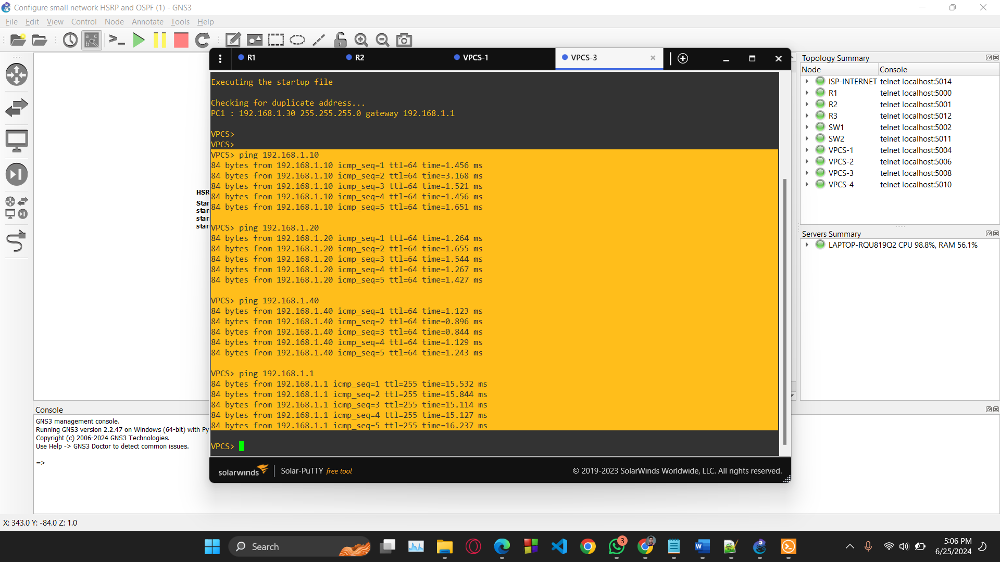 Configure small network HSRP and OSPF (1) - GNS3
File Edit View Control Node Annotate Tools Help
R1
R2
VPCS-1
VPCS-3
Executing the startup file
Checking for duplicate address...
PC1 : 192.168.1.30 255.255.255.0 gateway 192.168.1.1
VPCS>
VPCS>
VPCS> ping 192.168.1.10
84 bytes from 192.168.1.10 icmp_seq=1 ttl=64 time=1.456 ms
84 bytes from 192.168.1.10 icmp_seq=2 ttl=64 time=3.168 ms
84 bytes from 192.168.1.10 icmp_seq=3 ttl=64 time=1.521 ms
84 bytes from 192.168.1.10 icmp_seq=4 ttl=64 time=1.456 ms
84 bytes from 192.168.1.10 icmp_seq=5 ttl=64 time=1.651 ms
VPCS> ping 192.168.1.20
84 bytes from 192.168.1.20 icmp_seq=1 ttl=64 time=1.264 ms
84 bytes from 192.168.1.20 icmp_seq=2 ttl=64 time=1.655 ms
84 bytes from 192.168.1.20 icmp_seq=3 ttl=64 time=1.544 ms
84 bytes from 192.168.1.20 icmp_seq=4 ttl=64 time=1.267 ms
84 bytes from 192.168.1.20 icmp_seq=5 ttl=64 time=1.427 ms
VPCS> ping 192.168.1.40
84 bytes from 192.168.1.40 icmp_seq=1 ttl=64 time=1.123 ms
84 bytes from 192.168.1.40 icmp_seq=2 ttl=64 time=0.896 ms
84 bytes from 192.168.1.40 icmp_seq=3 ttl=64 time=0.844 ms
84 bytes from 192.168.1.40 icmp_seq=4 ttl=64 time=1.129 ms
84 bytes from 192.168.1.40 icmp_seq=5 ttl=64 time=1.243 ms
VPCS> ping 192.168.1.1
84 bytes from 192.168.1.1 icmp_seq=1 ttl=255 time=15.532 ms
84 bytes from 192.168.1.1 icmp_seq=2 ttl=255 time=15.844 ms
84 bytes from 192.168.1.1 icmp_seq=3 ttl=255 time=15.114 ms
84 bytes from 192.168.1.1 icmp_seq=4 ttl=255 time=15.127 ms
84 bytes from 192.168.1.1 icmp_seq=5 ttl=255 time=16.237 ms
VPCS>
solarwinds Solar-PuTTY free tool
© 2019-2023 SolarWinds Worldwide, LLC. All rights reserved.
HSR
Star
stan
stan
stan
Topology Summary
Node Console
ISP-INTERNET telnet localhost:5014
R1 telnet localhost:5000
R2 telnet localhost:5001
R3 telnet localhost:5012
SW1 telnet localhost:5002
SW2 telnet localhost:5011
VPCS-1 telnet localhost:5004
VPCS-2 telnet localhost:5006
VPCS-3 telnet localhost:5008
VPCS-4 telnet localhost:5010
Servers Summary
LAPTOP-RQU819Q2 CPU 98.8%, RAM 56.1%
Console
GNS3 management console.
Running GNS3 version 2.2.47 on Windows (64-bit) with Py
Copyright (c) 2006-2024 GNS3 Technologies.
Use Help -> GNS3 Doctor to detect common issues.
=>
X: 343.0 Y: -84.0 Z: 1.0
Search
3
5:06 PM
6/25/2024